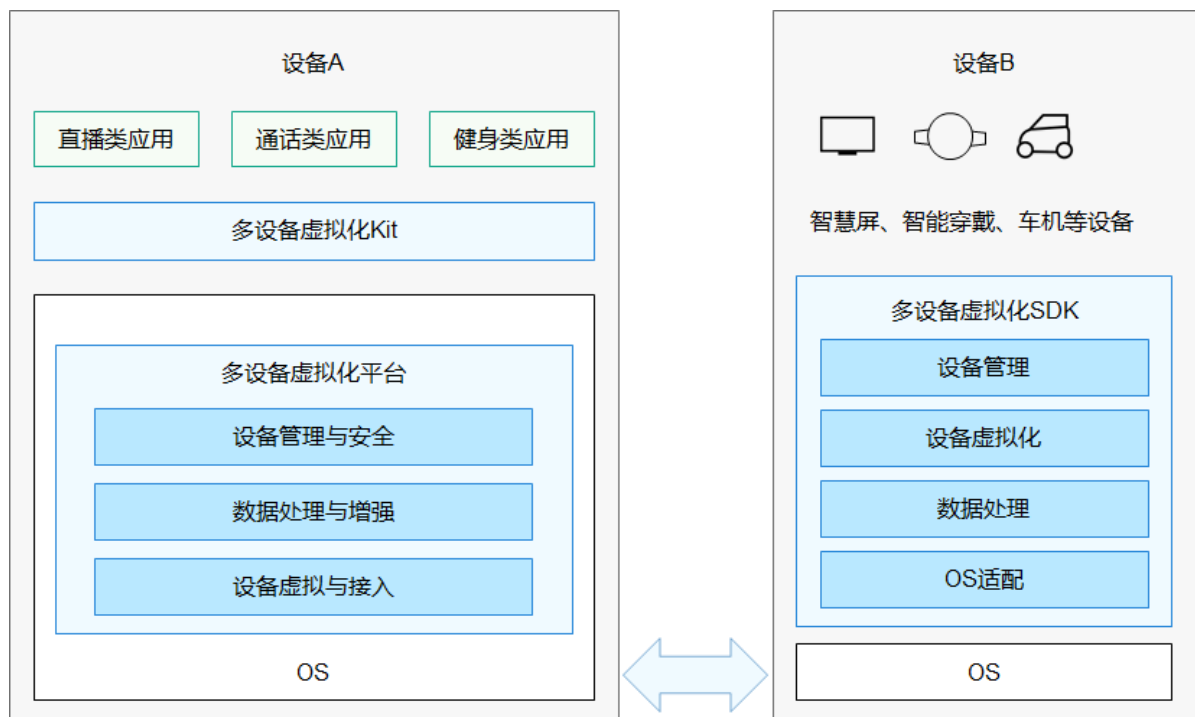 设备A
直播类应用
通话类应用
健身类应用
多设备虚拟化Kit
多设备虚拟化平台
设备管理与安全
数据处理与增强
设备虚拟与接入
OS
设备B
智慧屏、智能穿戴、车机等设备
多设备虚拟化SDK
设备管理
设备虚拟化
数据处理
OS适配
OS